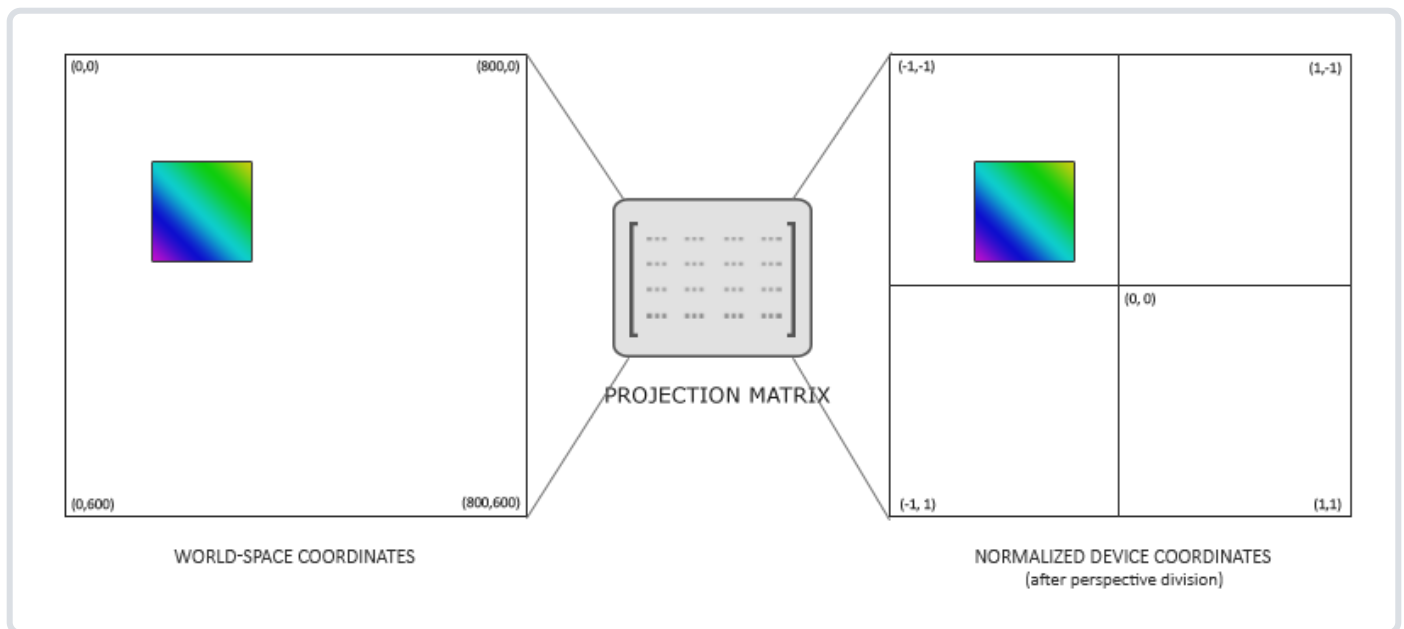 (0,0)
(800,0)
(0,600)
(800,600)
WORLD-SPACE COORDINATES
PROJECTION MATRIX
(-1,-1)
(1,-1)
(0, 0)
(-1, 1)
(1,1)
NORMALIZED DEVICE COORDINATES
(after perspective division)